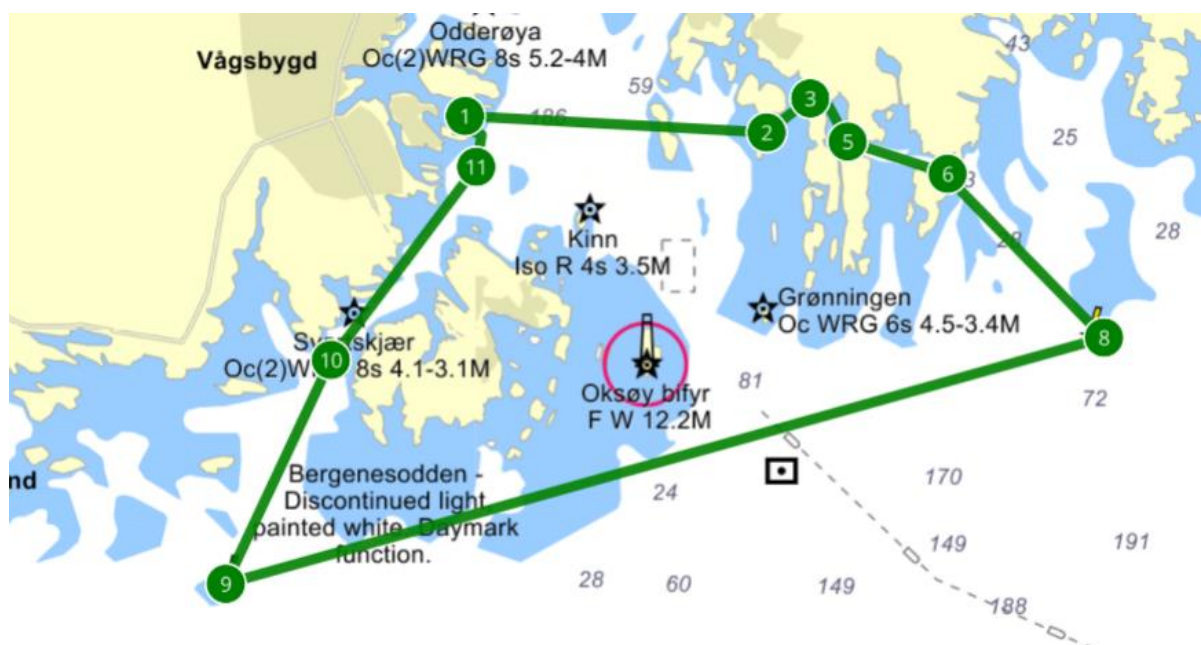 Odderøya
Oc(2)WRG 8s 5.2-4M
Vågsbygd
43
59
186
1
3
2
5
25
11
6
28
Kinn
Iso R 4s 3.5M
Grønningen
Oc WRG 6s 4.5-3.4M
8
10
Oc(2)W 8s 4.1-3.1M
81
Oksøy bifyr
F W 12.2M
72
nd
Bergenesodden -
Discontinued light
painted white. Daymark
function.
24
170
149
191
9
28
60
149
188